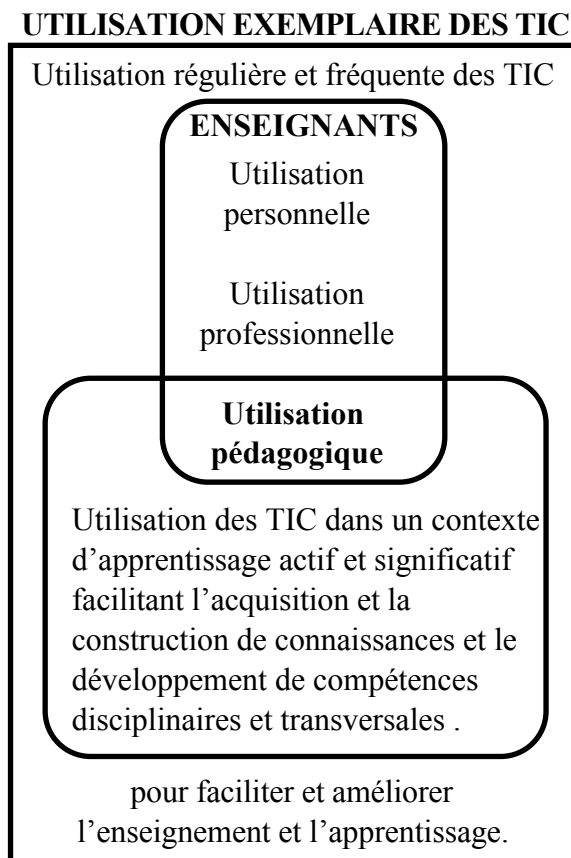 UTILISATION EXEMPLAIRE DES TIC
Utilisation régulière et fréquente des TIC
ENSEIGNANTS
Utilisation
personnelle
Utilisation
professionnelle
Utilisation
pédagogique
Utilisation des TIC dans un contexte
d’apprentissage actif et significatif
facilitant l’acquisition et la
construction de connaissances et le
développement de compétences
disciplinaires et transversales .
pour faciliter et améliorer
l’enseignement et l’apprentissage.